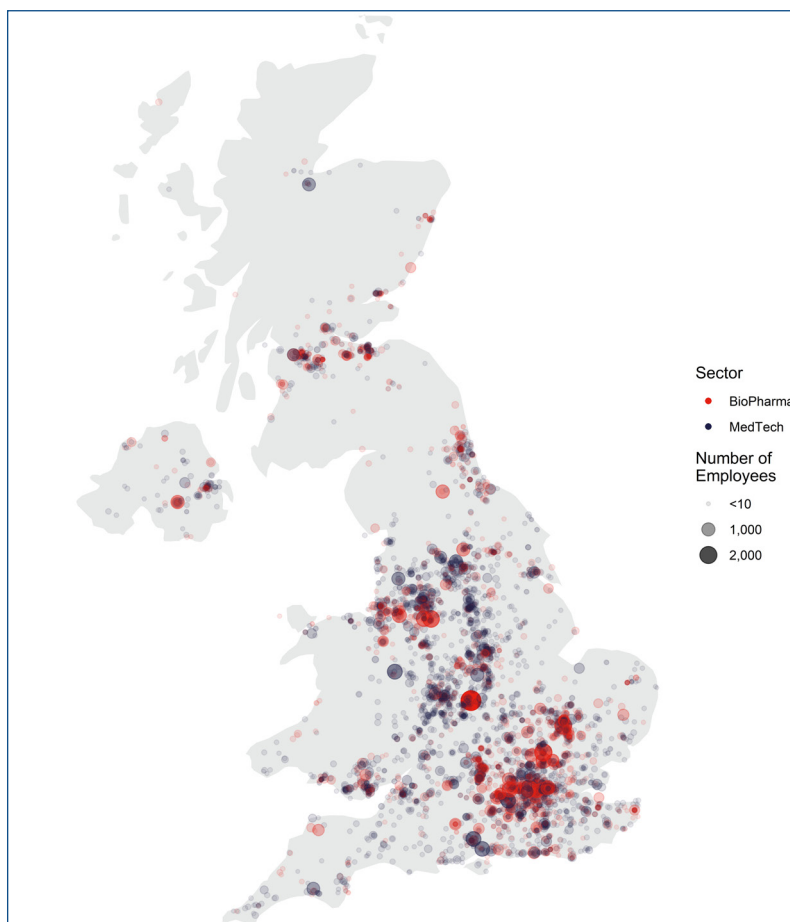 Sector
BioPharma
MedTech
Number of
Employees
<10
1,000
2,000